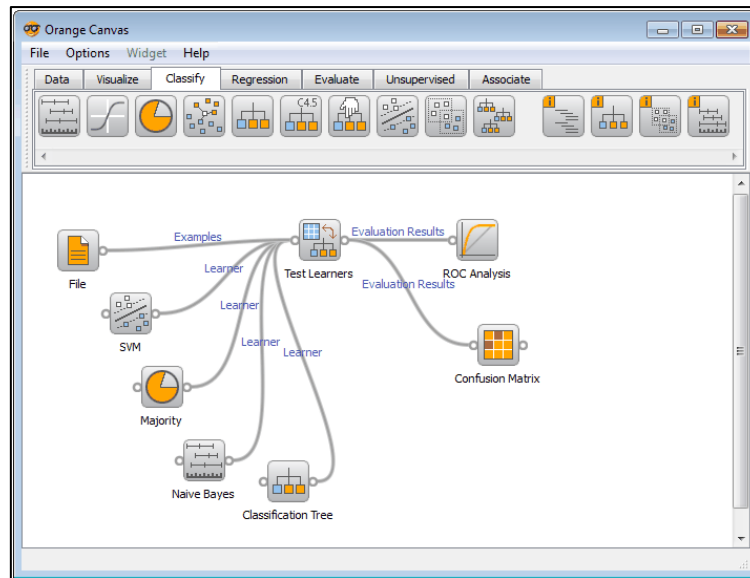 Orange Canvas
File Options Widget Help
Data Visualize Classify Regression Evaluate Unsupervised Associate
C4.5
i i i i
Examples
Evaluation Results
File
Test Learners
ROC Analysis
Learner
Evaluation Results
Learner
SVM
Learner
Learner
Confusion Matrix
Majority
Naive Bayes
Classification Tree